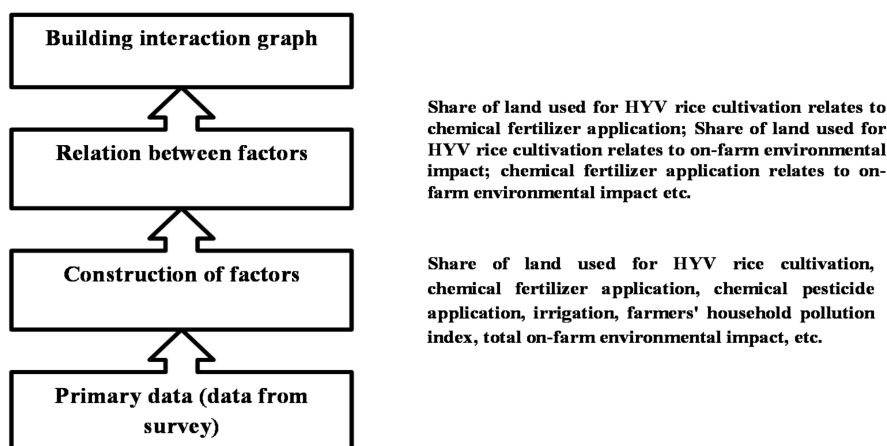 Building interaction graph
Share of land used for HYV rice cultivation relates to
chemical fertilizer application; Share of land used for
HYV rice cultivation relates to on-farm environmental
impact; chemical fertilizer application relates to on-
farm environmental impact etc.
Relation between factors
Construction of factors
Share of land used for HYV rice cultivation,
chemical fertilizer application, chemical pesticide
application, irrigation, farmers' household pollution
index, total on-farm environmental impact, etc.
Primary data (data from
survey)